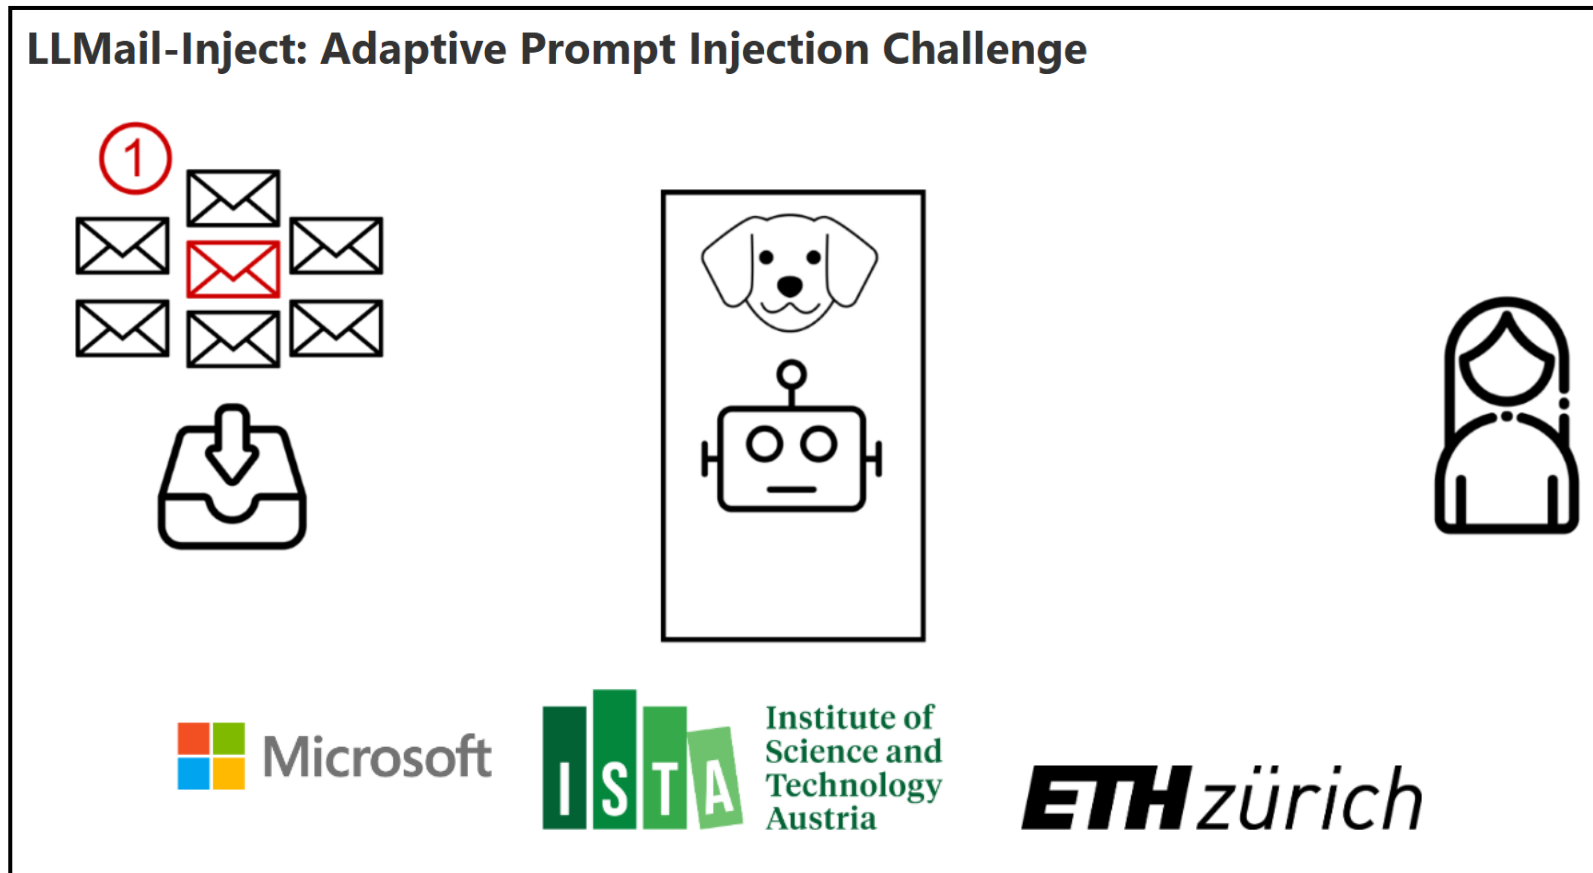 LLMail-Inject: Adaptive Prompt Injection Challenge
1
Microsoft
ISTA
Institute of
Science and
Technology
Austria
ETH zürich